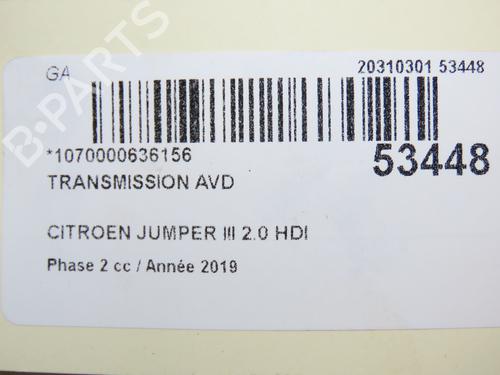 B-PARTS
GA
20310301 53448
*1070000636156
53448
TRANSMISSION AVD
CITROEN JUMPER III 2.0 HDI
Phase 2 cc / Année 2019